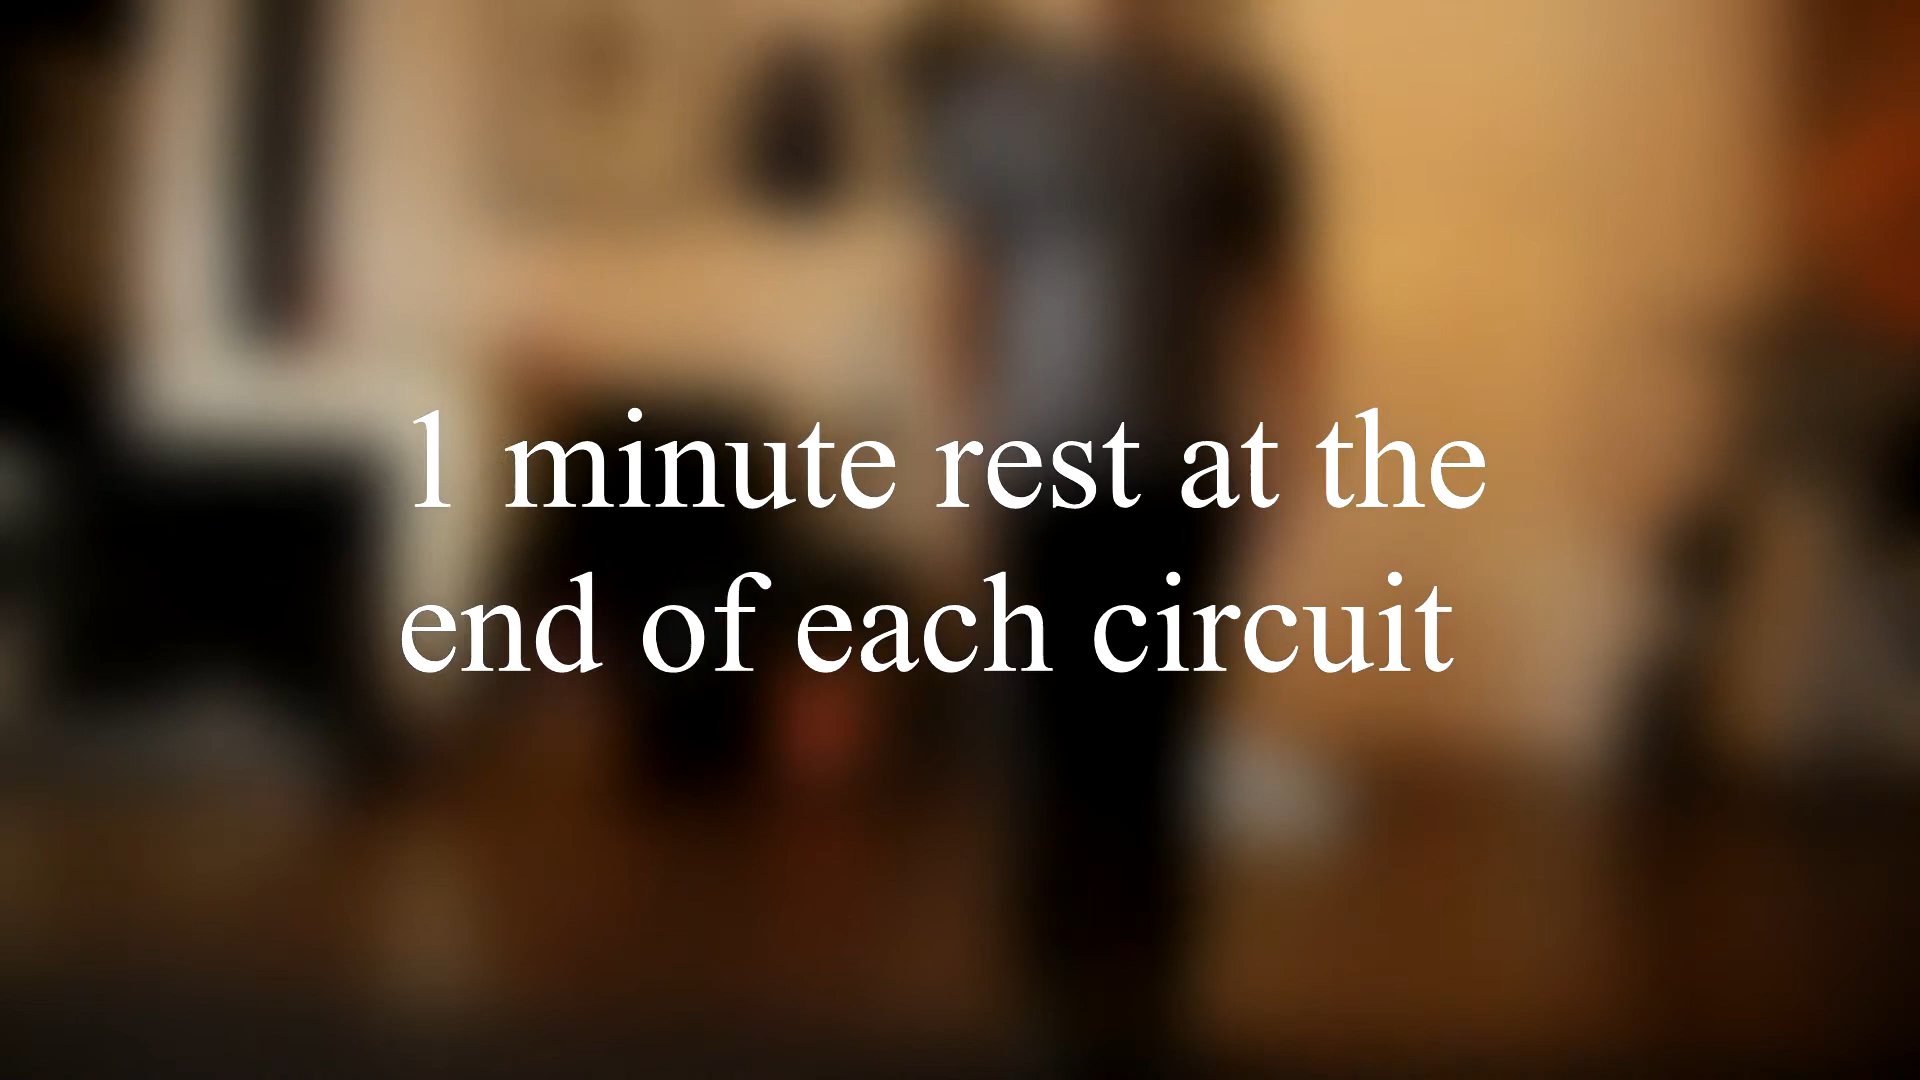 1 minute rest at the
end of each circuit